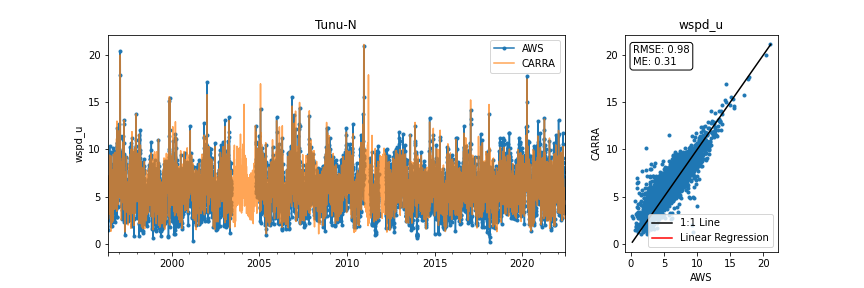 Tunu-N
wspd_u
20
15
10
5
0
wspd_u
AWS
CARRA
2000
2005
2010
2015
2020
RMSE: 0.98
ME: 0.31
20
15
10
5
0
CARRA
1:1 Line
Linear Regression
0
5
10
15
20
AWS